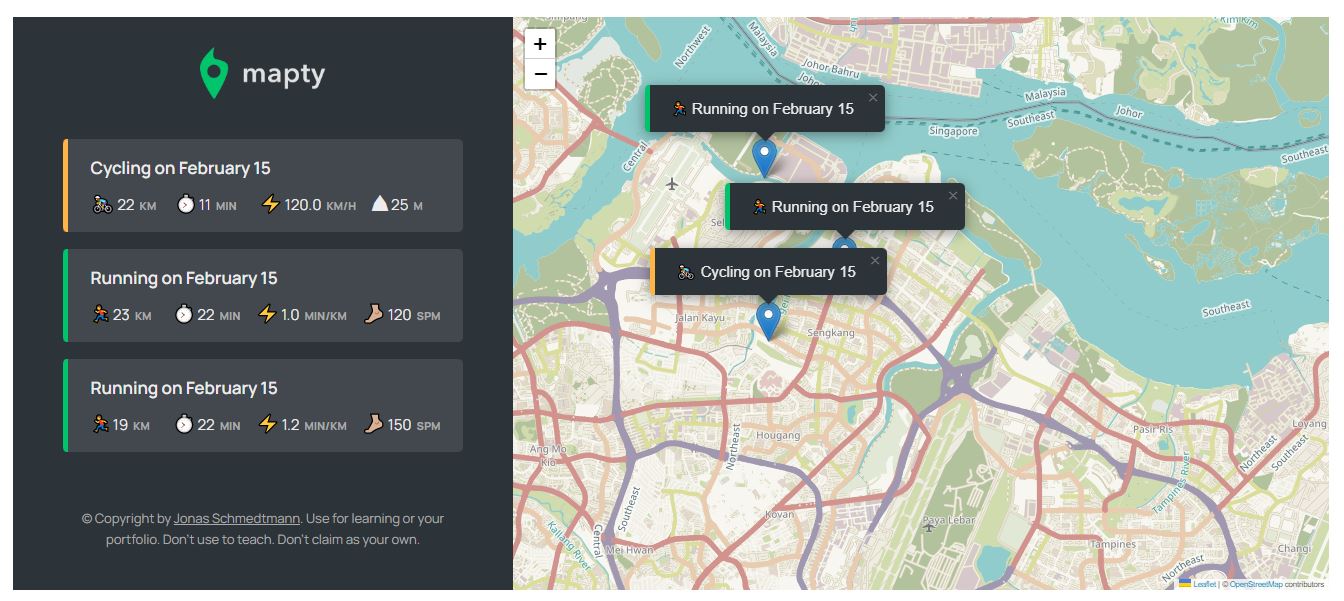 mapty
Cycling on February 15
22 KM 11 MIN 120.0 KM/H 25 M
Running on February 15
23 KM 22 MIN 1.0 MIN/KM 120 SPM
Running on February 15
19 KM 22 MIN 1.2 MIN/KM 150 SPM
© Copyright by Jonas Schmedtmann. Use for learning or your
portfolio. Don't use to teach. Don't claim as your own.
+
−
Northwest
Malaysia
Johor Bahru
Kim Kim
Malaysia
Johor
Southeast
Singapore
Southeast
Central
Running on February 15 ×
Running on February 15 ×
Cycling on February 15 ×
Southeast
Jalan Kayu
Sengkang
Hougang
Northeast
Ang Mo
Kio
Southeast
Kovan
Central
Mei Hwan
Kallang River
Paya Lebar
Pasir Ris
Loyang
Northeast
Southeast
Tampines River
Tampines
Changi
Northeast
Leaflet | © OpenStreetMap contributors